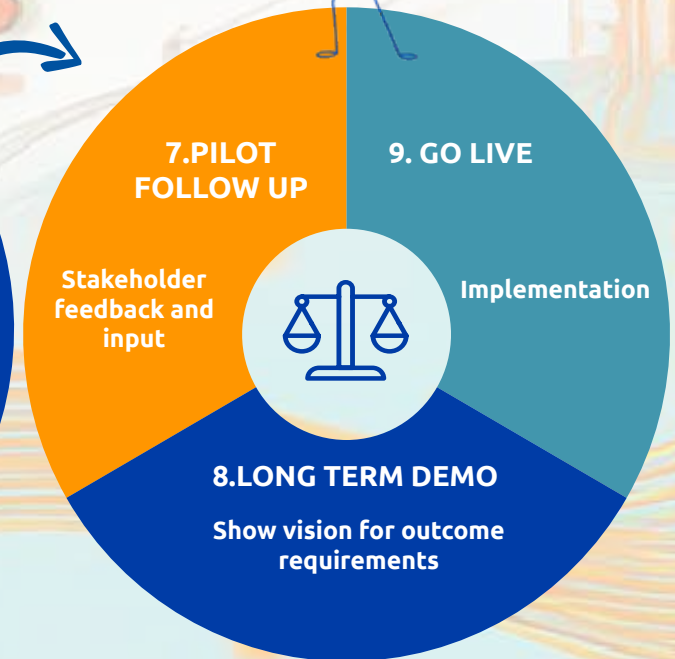 7.PILOT
FOLLOW UP
Stakeholder
feedback and
input
8.LONG TERM DEMO
Show vision for outcome
requirements
9. GO LIVE
Implementation